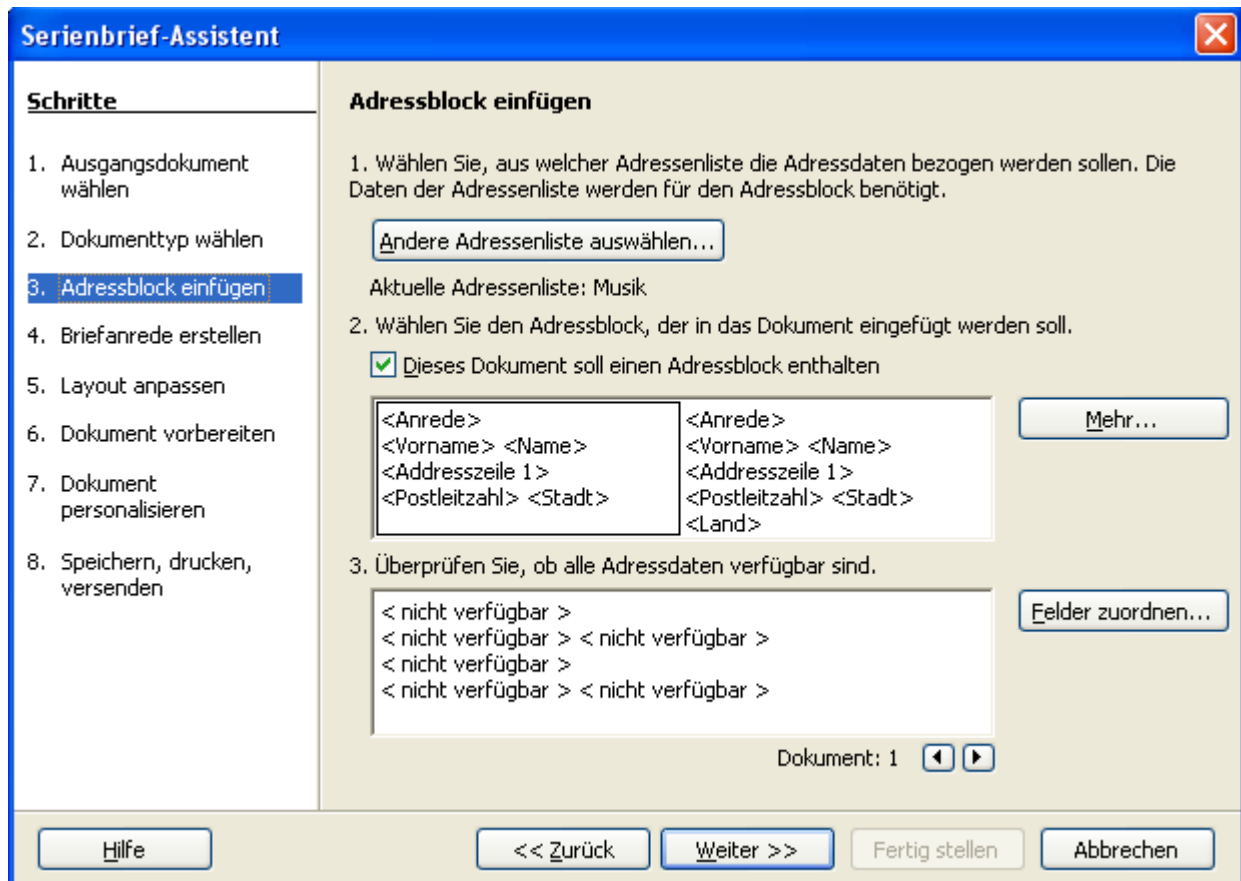 Serienbrief-Assistent
Schritte
1. Ausgangsdokument
wählen
2. Dokumenttyp wählen
3. Adressblock einfügen
4. Briefanrede erstellen
5. Layout anpassen
6. Dokument vorbereiten
7. Dokument
personalisieren
8. Speichern, drucken,
versenden
Adressblock einfügen
1. Wählen Sie, aus welcher Adressenliste die Adressdaten bezogen werden sollen. Die
Daten der Adressenliste werden für den Adressblock benötigt.
Andere Adressenliste auswählen...
Aktuelle Adressenliste: Musik
2. Wählen Sie den Adressblock, der in das Dokument eingefügt werden soll.
Dieses Dokument soll einen Adressblock enthalten
<Anrede>
<Vorname> <Name>
<Addresszeile 1>
<Postleitzahl> <Stadt>
<Anrede>
<Vorname> <Name>
<Addresszeile 1>
<Postleitzahl> <Stadt>
<Land>
Mehr...
3. Überprüfen Sie, ob alle Adressdaten verfügbar sind.
< nicht verfügbar >
< nicht verfügbar > < nicht verfügbar >
< nicht verfügbar >
< nicht verfügbar > < nicht verfügbar >
Felder zuordnen...
Dokument: 1
Hilfe
<< Zurück
Weiter >>
Fertig stellen
Abbrechen